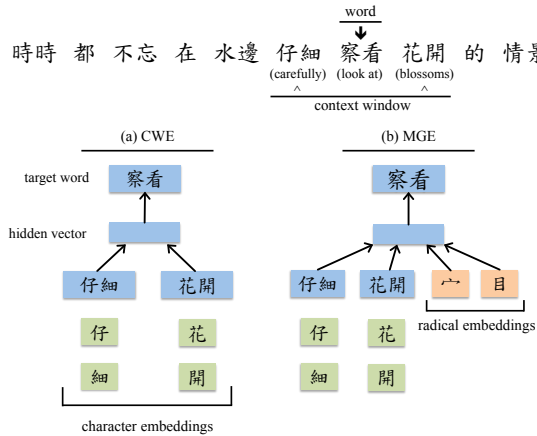 word
時時 都 不忘 在 水邊 仔細 察看 花開 的 情景
(carefully) (look at) (blossoms)
^ ^
context window
(a) CWE (b) MGE
target word 察看 察看
hidden vector
仔細 花開 仔細 花開 宀 目
radical embeddings
仔 花 仔 花
細 開 細 開
character embeddings